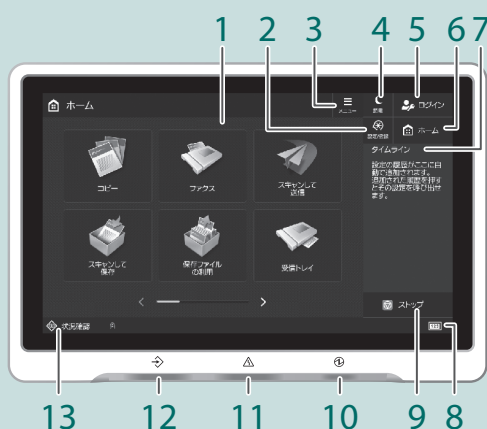 1 2 3 4 5 6 7
ホーム
メニュー
節電
ログイン
設定/登録
ホーム
タイムライン
設定の履歴がここに自
動で追加されます。
追加された履歴を押す
とその設定を呼び出せ
ます。
コピー
ファクス
スキャンして
送信
スキャンして
保存
保存ファイル
の利用
受信トレイ
ストップ
状況確認
13 12 11 10 9 8